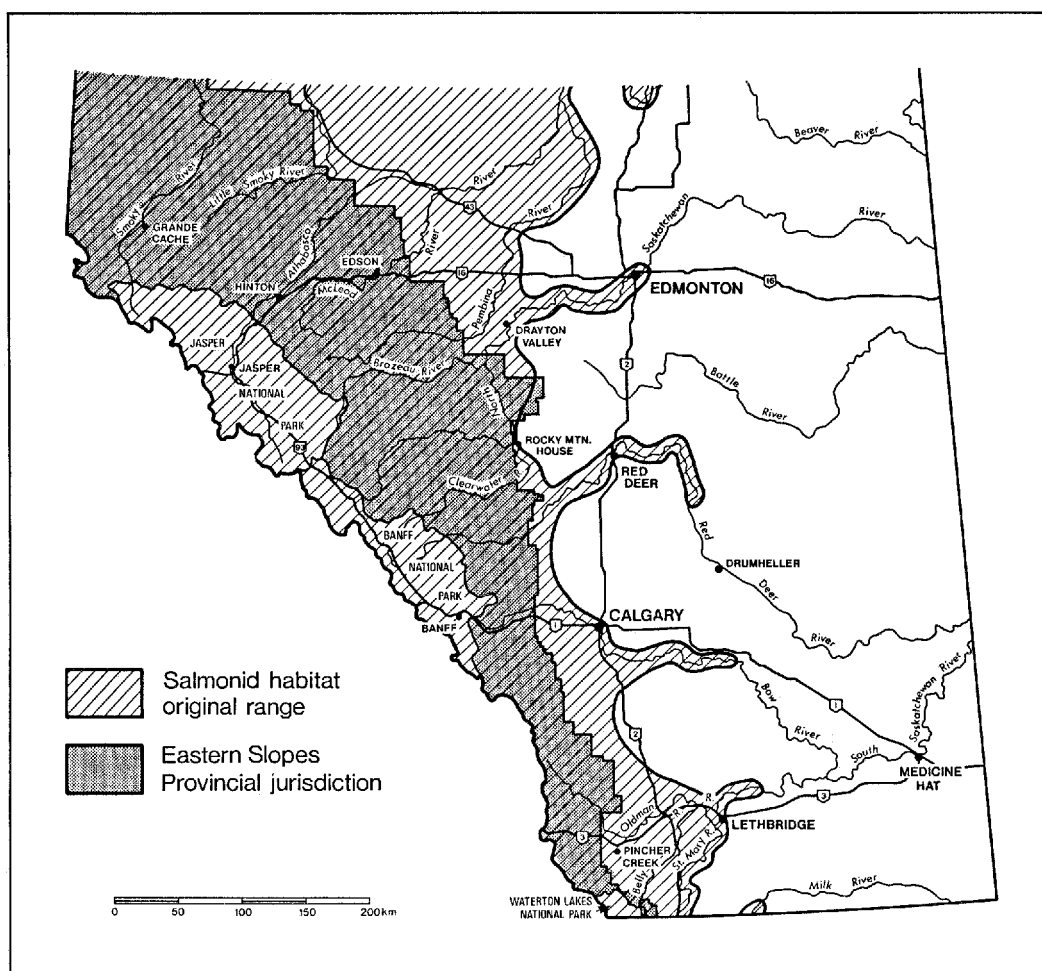 Beaver River
Smoky River
Little Smoky River
River
43
River
River
Saskatchewan
River
GRANDE
CACHE
Athabasca
EDSON
16
EDMONTON
16
HINTON
McLeod
Pembina
DRAYTON
VALLEY
JASPER
JASPER
NATIONAL
PARK
93
Brazeau River
North
2
Battle
River
ROCKY MTN.
HOUSE
R.
RED
DEER
Clearwater
Red
Deer
River
DRUMHELLER
BANFF
NATIONAL
PARK
BANFF
1
CALGARY
Bow
River
1
South
Saskatchewan River
MEDICINE
HAT
2
3
Oldman
R.
R.
LETHBRIDGE
3
PINCHER
CREEK
St. Mary R.
Belly
WATERTON LAKES
NATIONAL PARK
Milk River
Salmonid habitat
original range
Eastern Slopes
Provincial jurisdiction
0 50 100 150 200 km